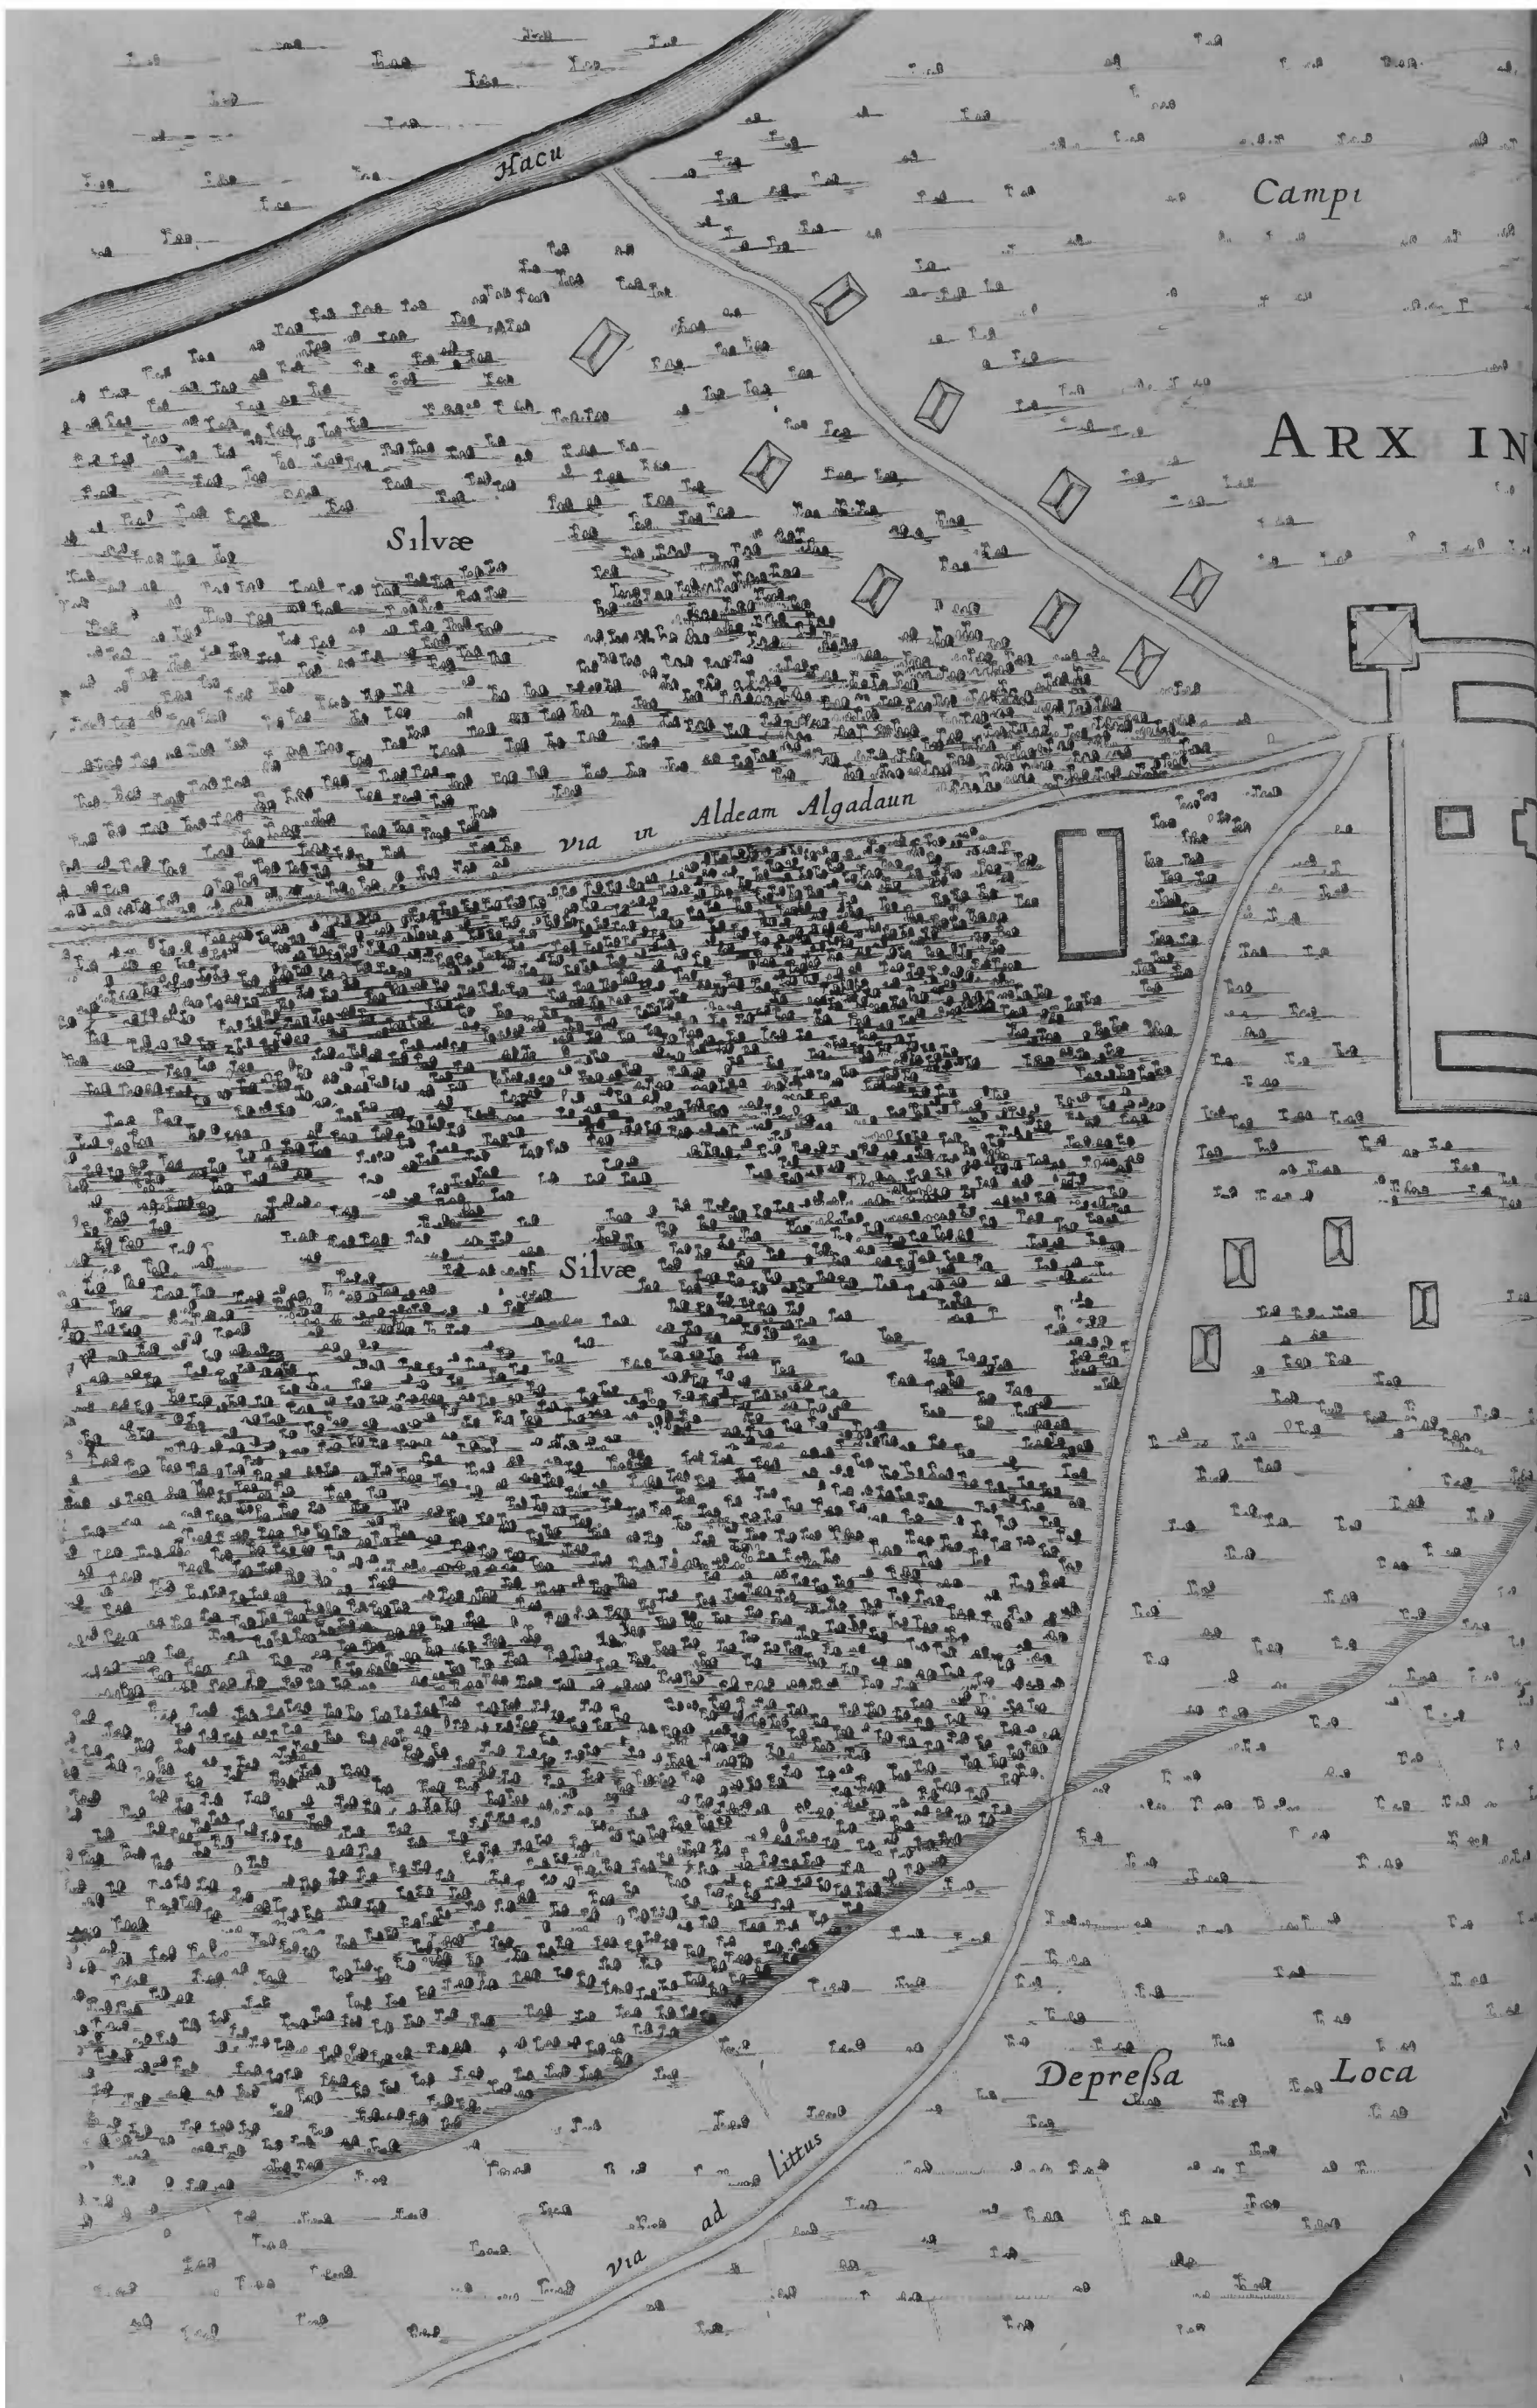 Hacu
Campi
ARX IN
Silvæ
via in Aldeam Algadaun
Silvæ
Depreſsa Loca
via ad littus